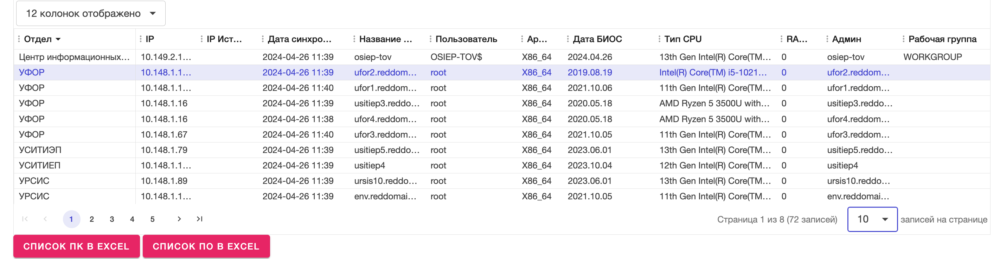 12 колонок отображено
Отдел IP IP Ист... Дата синхро... Название ... Пользователь Ар... Дата БИОС Тип CPU RA... Админ Рабочая группа
Центр информационных... 10.149.2.1... 2024-04-26 11:39 osiep-tov OSIEP-TOV$ X86_64 2024.04.26 13th Gen Intel(R) Core(TM... 0 osiep-tov WORKGROUP
УФОР 10.148.1.1... 2024-04-26 11:39 ufor2.reddom... root X86_64 2019.08.19 Intel(R) Core(TM) i5-1021... 0 ufor2.reddom...
УФОР 10.148.1.1... 2024-04-26 11:40 ufor1.reddom... root X86_64 2021.10.06 11th Gen Intel(R) Core(TM... 0 ufor1.reddom...
УФОР 10.148.1.16 2024-04-26 11:39 usitiep3.reddo... root X86_64 2020.05.18 AMD Ryzen 5 3500U with... 0 usitiep3.reddo...
УФОР 10.148.1.16 2024-04-26 11:38 ufor4.reddom... root X86_64 2020.05.18 AMD Ryzen 5 3500U with... 0 ufor4.reddom...
УФОР 10.148.1.67 2024-04-26 11:40 ufor3.reddom... root X86_64 2021.10.05 11th Gen Intel(R) Core(TM... 0 ufor3.reddom...
УСИТИЭП 10.148.1.79 2024-04-26 11:39 usitiep5.reddo... root X86_64 2023.06.01 13th Gen Intel(R) Core(TM... 0 usitiep5.reddo...
УСИТИЕП 10.148.1.1... 2024-04-26 11:39 usitiep4 root X86_64 2023.10.04 12th Gen Intel(R) Core(TM... 0 usitiep4
УРСИС 10.148.1.89 2024-04-26 11:39 ursis10.reddo... root X86_64 2023.06.01 13th Gen Intel(R) Core(TM... 0 ursis10.reddo...
УРСИС 10.148.1.1... 2024-04-26 11:39 env.reddomai... root X86_64 2021.10.05 11th Gen Intel(R) Core(TM... 0 env.reddomai...
1 2 3 4 5 Страница 1 из 8 (72 записей) 10 записей на странице
СПИСОК ПК В EXCEL СПИСОК ПО В EXCEL